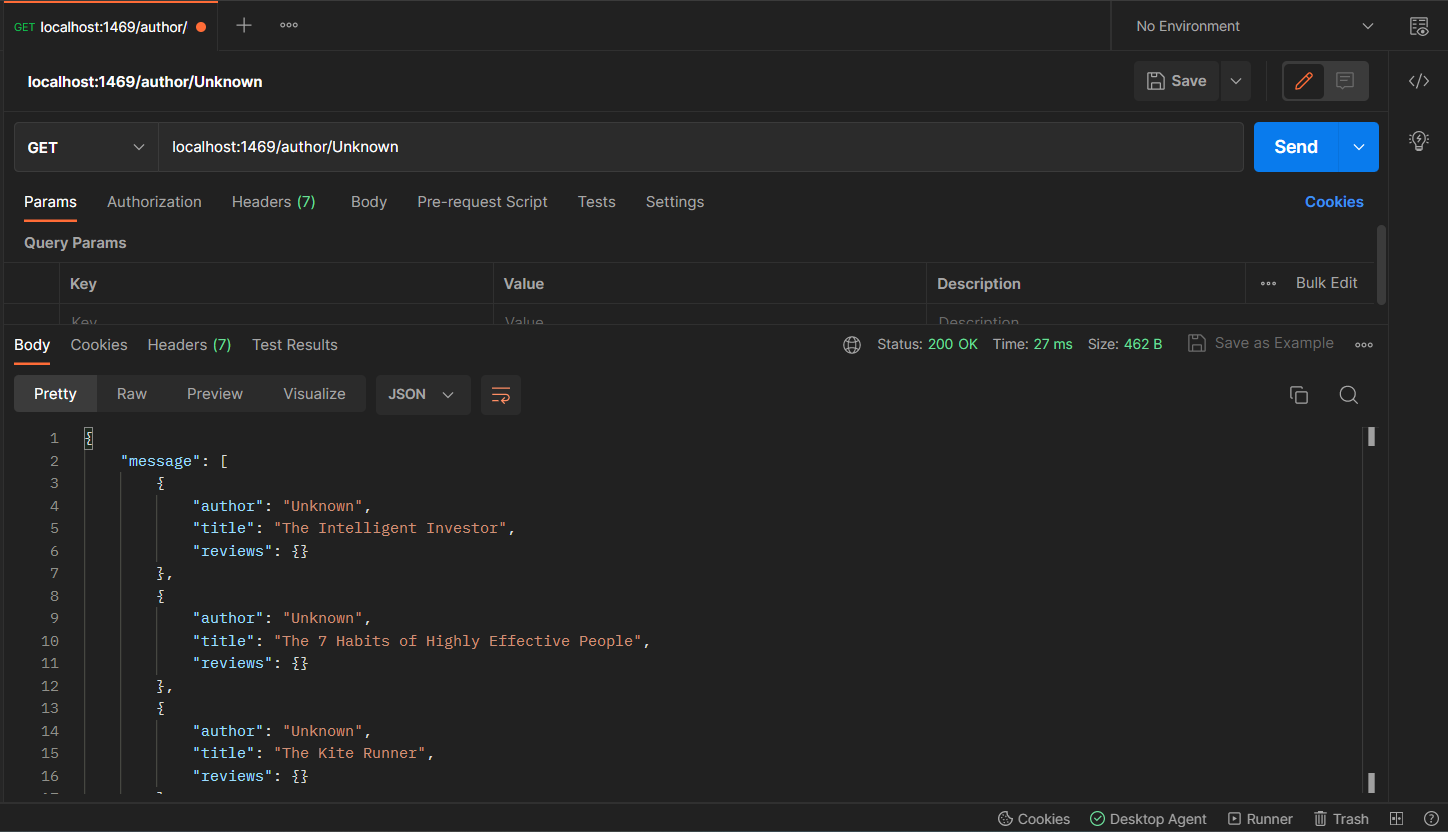 GET localhost:1469/author/
No Environment
localhost:1469/author/Unknown
Save
GET
localhost:1469/author/Unknown
Send
Params Authorization Headers (7) Body Pre-request Script Tests Settings Cookies
Query Params
Key Value Description Bulk Edit
Key Value Description
Body Cookies Headers (7) Test Results Status: 200 OK Time: 27 ms Size: 462 B Save as Example
Pretty Raw Preview Visualize JSON
1 {
2 "message": [
3 {
4 "author": "Unknown",
5 "title": "The Intelligent Investor",
6 "reviews": {}
7 },
8 {
9 "author": "Unknown",
10 "title": "The 7 Habits of Highly Effective People",
11 "reviews": {}
12 },
13 {
14 "author": "Unknown",
15 "title": "The Kite Runner",
16 "reviews": {}
Cookies Desktop Agent Runner Trash